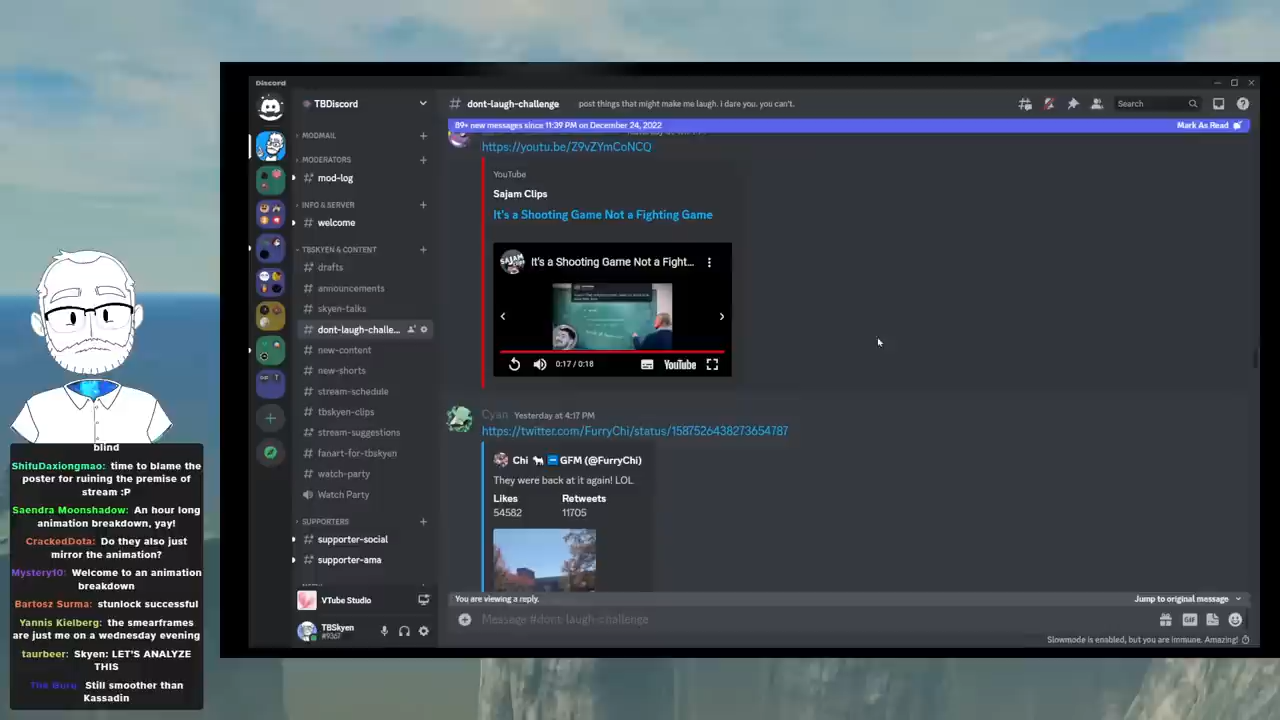 Discord
TBDiscord
# dont-laugh-challenge
post things that might make me laugh. i dare you. you can't.
Search
89+ new messages since 11:39 PM on December 24, 2022
Mark As Read
MODMAIL
MODERATORS
mod-log
INFO & SERVER
welcome
TBSKYEN & CONTENT
drafts
announcements
skyen-talks
dont-laugh-challe...
new-content
new-shorts
stream-schedule
tbskyen-clips
stream-suggestions
fanart-for-tbskyen
watch-party
Watch Party
SUPPORTERS
supporter-social
supporter-ama
VTube Studio
TBSkyen
#9367
https://youtu.be/Z9vZYmCoNCQ
YouTube
Sajam Clips
It's a Shooting Game Not a Fighting Game
SAJAM
It's a Shooting Game Not a Fight...
0:17 / 0:18
YouTube
Cyan Yesterday at 4:17 PM
https://twitter.com/FurryChi/status/1587526438273654787
Chi GFM (@FurryChi)
They were back at it again! LOL
Likes Retweets
54582 11705
You are viewing a reply.
Jump to original message
Message #dont-laugh-challenge
GIF
Slowmode is enabled, but you are immune. Amazing!
blind
ShifuDaxiongmao: time to blame the
poster for ruining the premise of
stream :P
Saendra Moonshadow: An hour long
animation breakdown, yay!
CrackedDota: Do they also just
mirror the animation?
Mystery10: Welcome to an animation
breakdown
Bartosz Surma: stunlock successful
Yannis Kielberg: the smearframes
are just me on a wednesday evening
taurbeer: Skyen: LET'S ANALYZE
THIS
Still smoother than
Kassadin